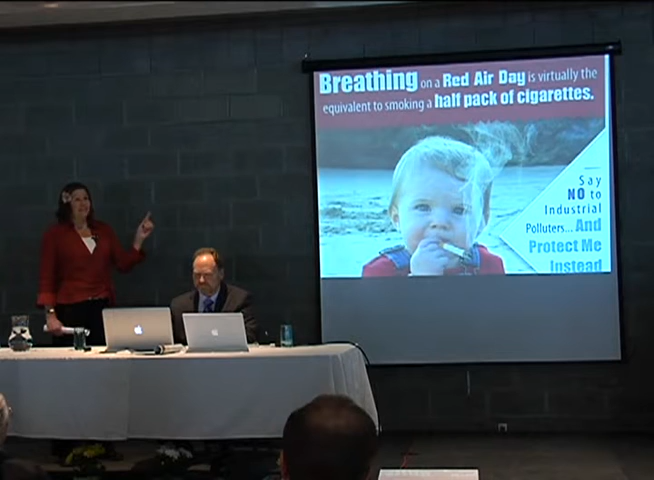 Breathing on a Red Air Day is virtually the
equivalent to smoking a half pack of cigarettes.
Say
NO to
Industrial
Polluters... And
Protect Me
Instead